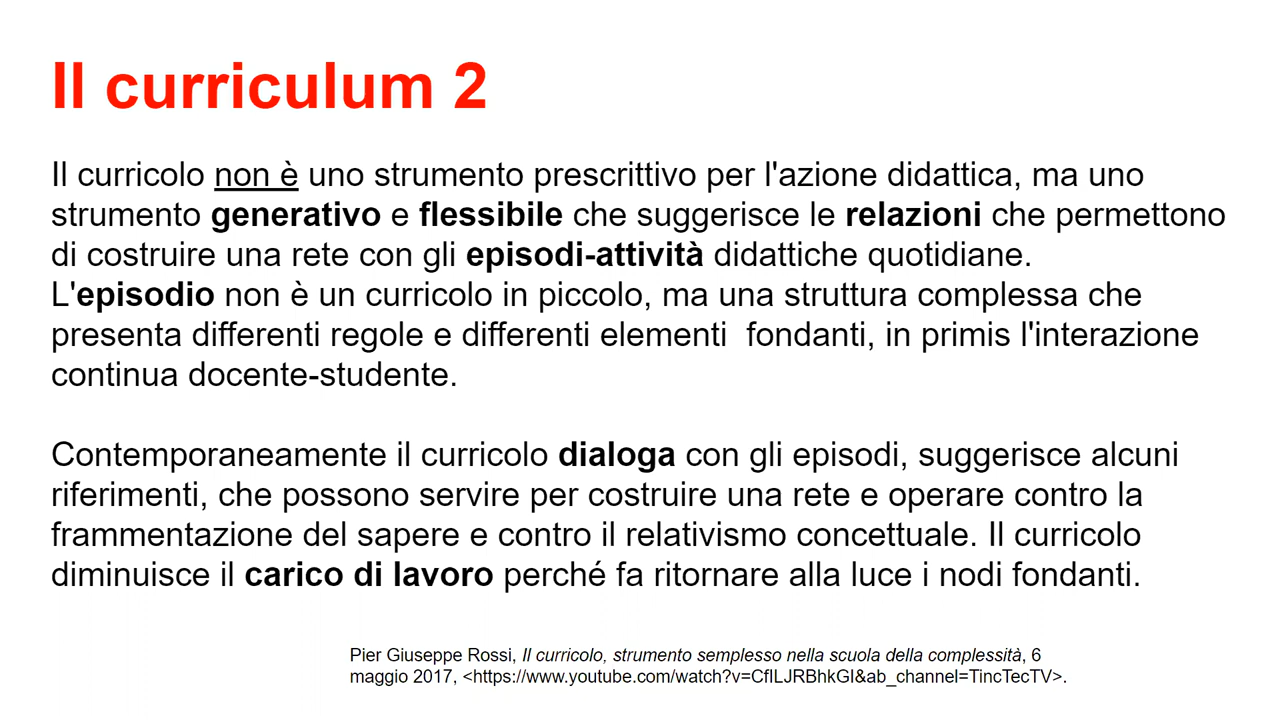 Il curriculum 2
Il curricolo non è uno strumento prescrittivo per l'azione didattica, ma uno
strumento generativo e flessibile che suggerisce le relazioni che permettono
di costruire una rete con gli episodi-attività didattiche quotidiane.
L'episodio non è un curricolo in piccolo, ma una struttura complessa che
presenta differenti regole e differenti elementi  fondanti, in primis l'interazione
continua docente-studente.
Contemporaneamente il curricolo dialoga con gli episodi, suggerisce alcuni
riferimenti, che possono servire per costruire una rete e operare contro la
frammentazione del sapere e contro il relativismo concettuale. Il curricolo
diminuisce il carico di lavoro perché fa ritornare alla luce i nodi fondanti.
Pier Giuseppe Rossi, Il curricolo, strumento semplesso nella scuola della complessità, 6
maggio 2017, <https://www.youtube.com/watch?v=CfILJRBhkGI&ab_channel=TincTecTV>.